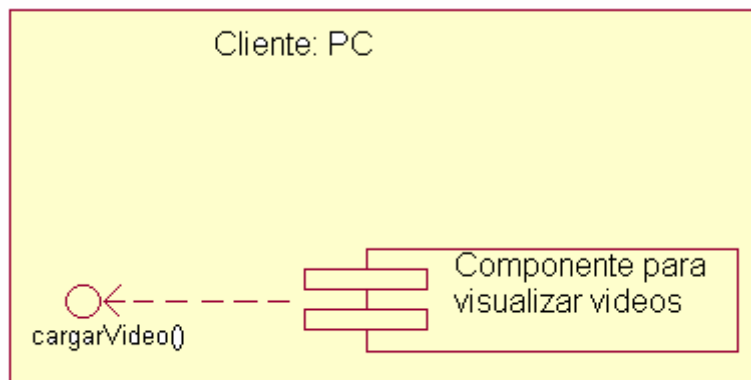 Cliente: PC
Componente para
visualizar videos
cargarVideo()